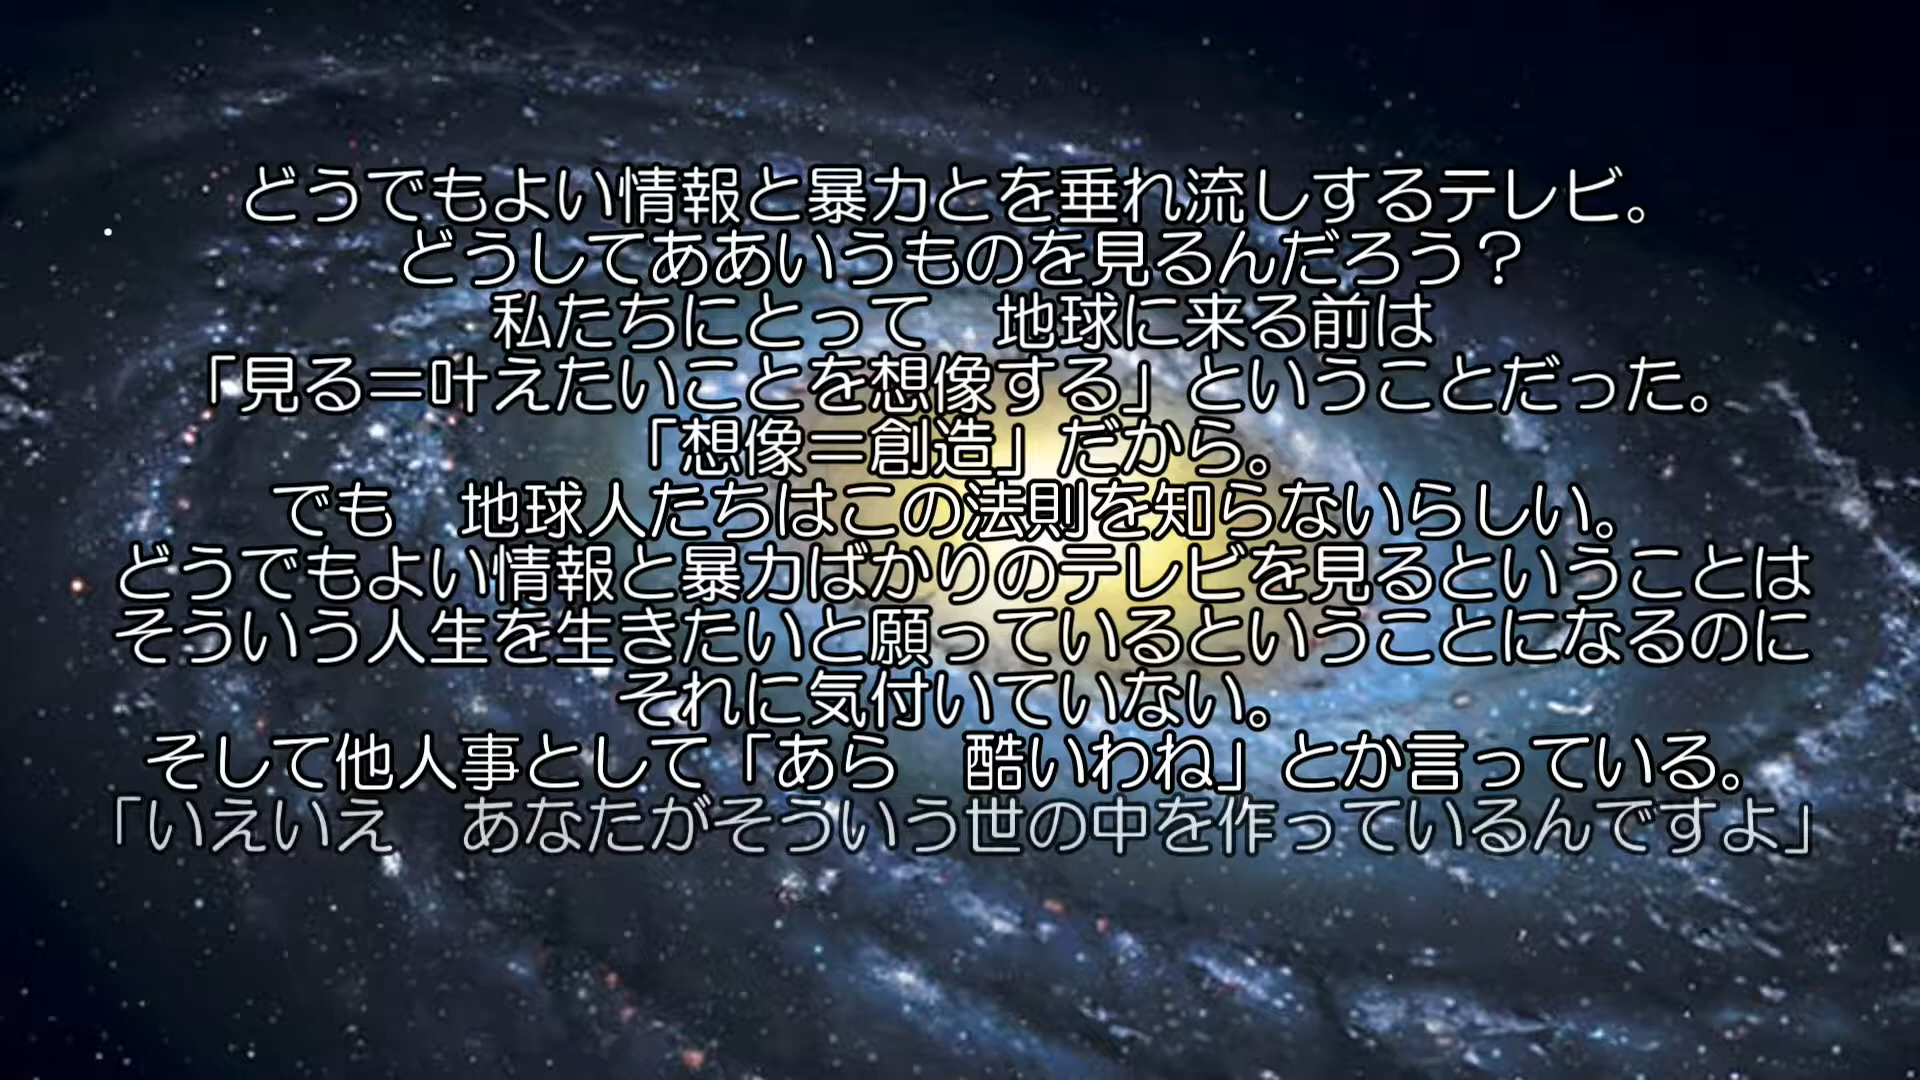 どうでもよい情報と暴力とを垂れ流しするテレビ。
どうしてああいうものを見るんだろう？
私たちにとって　地球に来る前は
「見る＝叶えたいことを想像する」ということだった。
「想像＝創造」だから。
でも　地球人たちはこの法則を知らないらしい。
どうでもよい情報と暴力ばかりのテレビを見るということは
そういう人生を生きたいと願っているということになるのに
それに気付いていない。
そして他人事として「あら　酷いわね」とか言っている。
「いえいえ　あなたがそういう世の中を作っているんですよ」